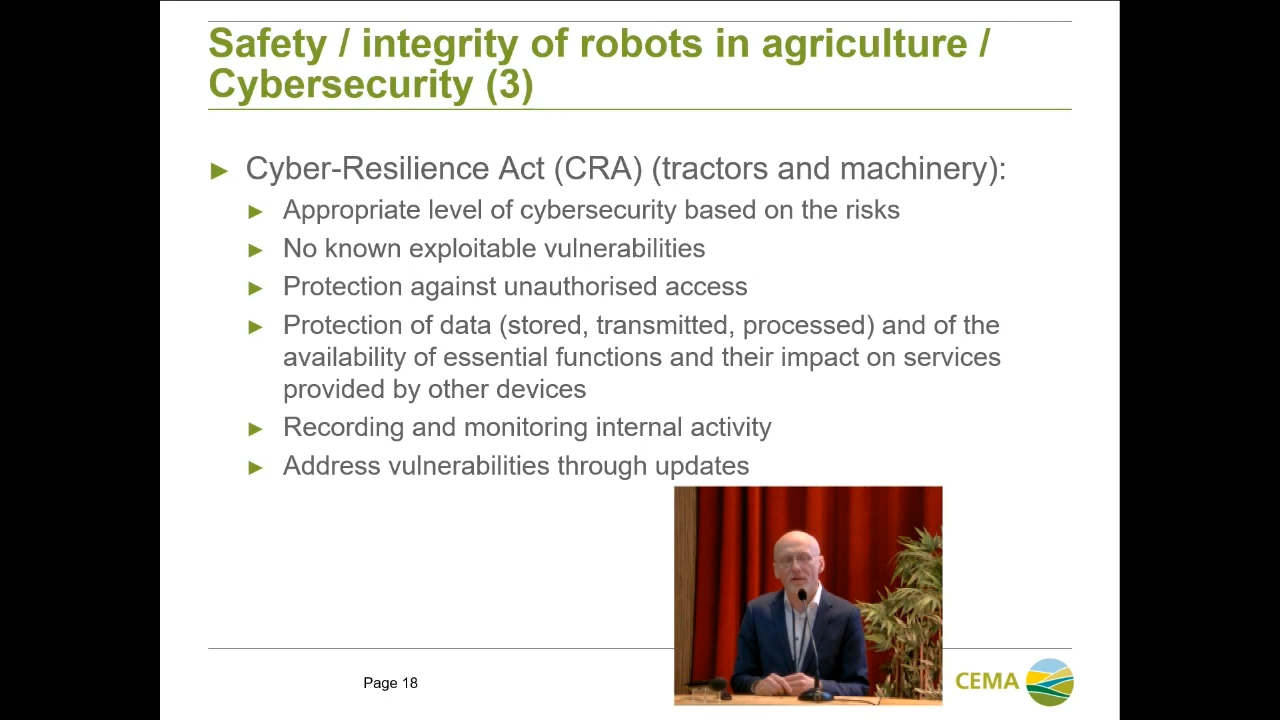 Safety / integrity of robots in agriculture /
Cybersecurity (3)
► Cyber-Resilience Act (CRA) (tractors and machinery):
► Appropriate level of cybersecurity based on the risks
► No known exploitable vulnerabilities
► Protection against unauthorised access
► Protection of data (stored, transmitted, processed) and of the
availability of essential functions and their impact on services
provided by other devices
► Recording and monitoring internal activity
► Address vulnerabilities through updates
Page 18
CEMA